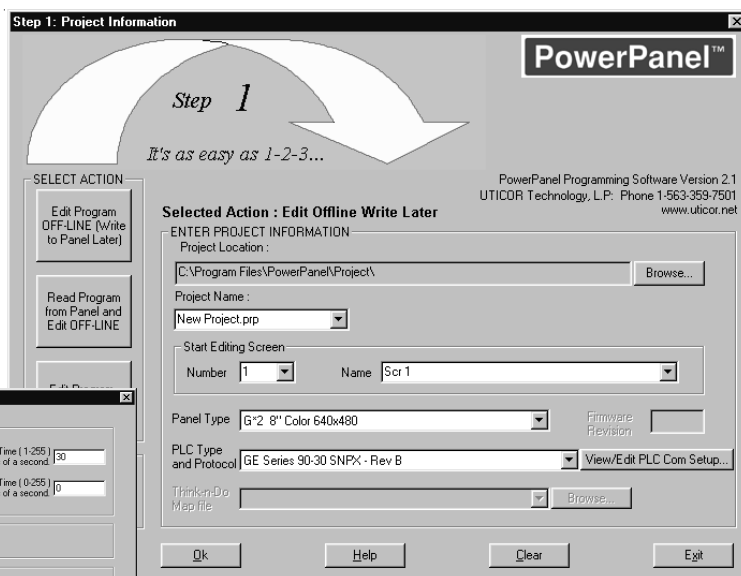 Step 1: Project Information
PowerPanel™
Step 1
It's as easy as 1-2-3...
PowerPanel Programming Software Version 2.1
UTICOR Technology, L.P: Phone 1-563-359-7501
www.uticor.net
SELECT ACTION
Edit Program
OFF-LINE (Write
to Panel Later)
Read Program
from Panel and
Edit OFF-LINE
Selected Action : Edit Offline Write Later
ENTER PROJECT INFORMATION
Project Location :
C:\Program Files\PowerPanel\Project\
Browse...
Project Name :
New Project.prp
Start Editing Screen
Number 1
Name Scr 1
Panel Type G*2 8" Color 640x480
Firmware
Revision
PLC Type
and Protocol GE Series 90-30 SNPX - Rev B
View/Edit PLC Com Setup...
Think-n-Do
Map file
Browse...
Ok Help Clear Exit
Time ( 1-255 )
of a second. 30
Time ( 0-255 )
of a second. 0